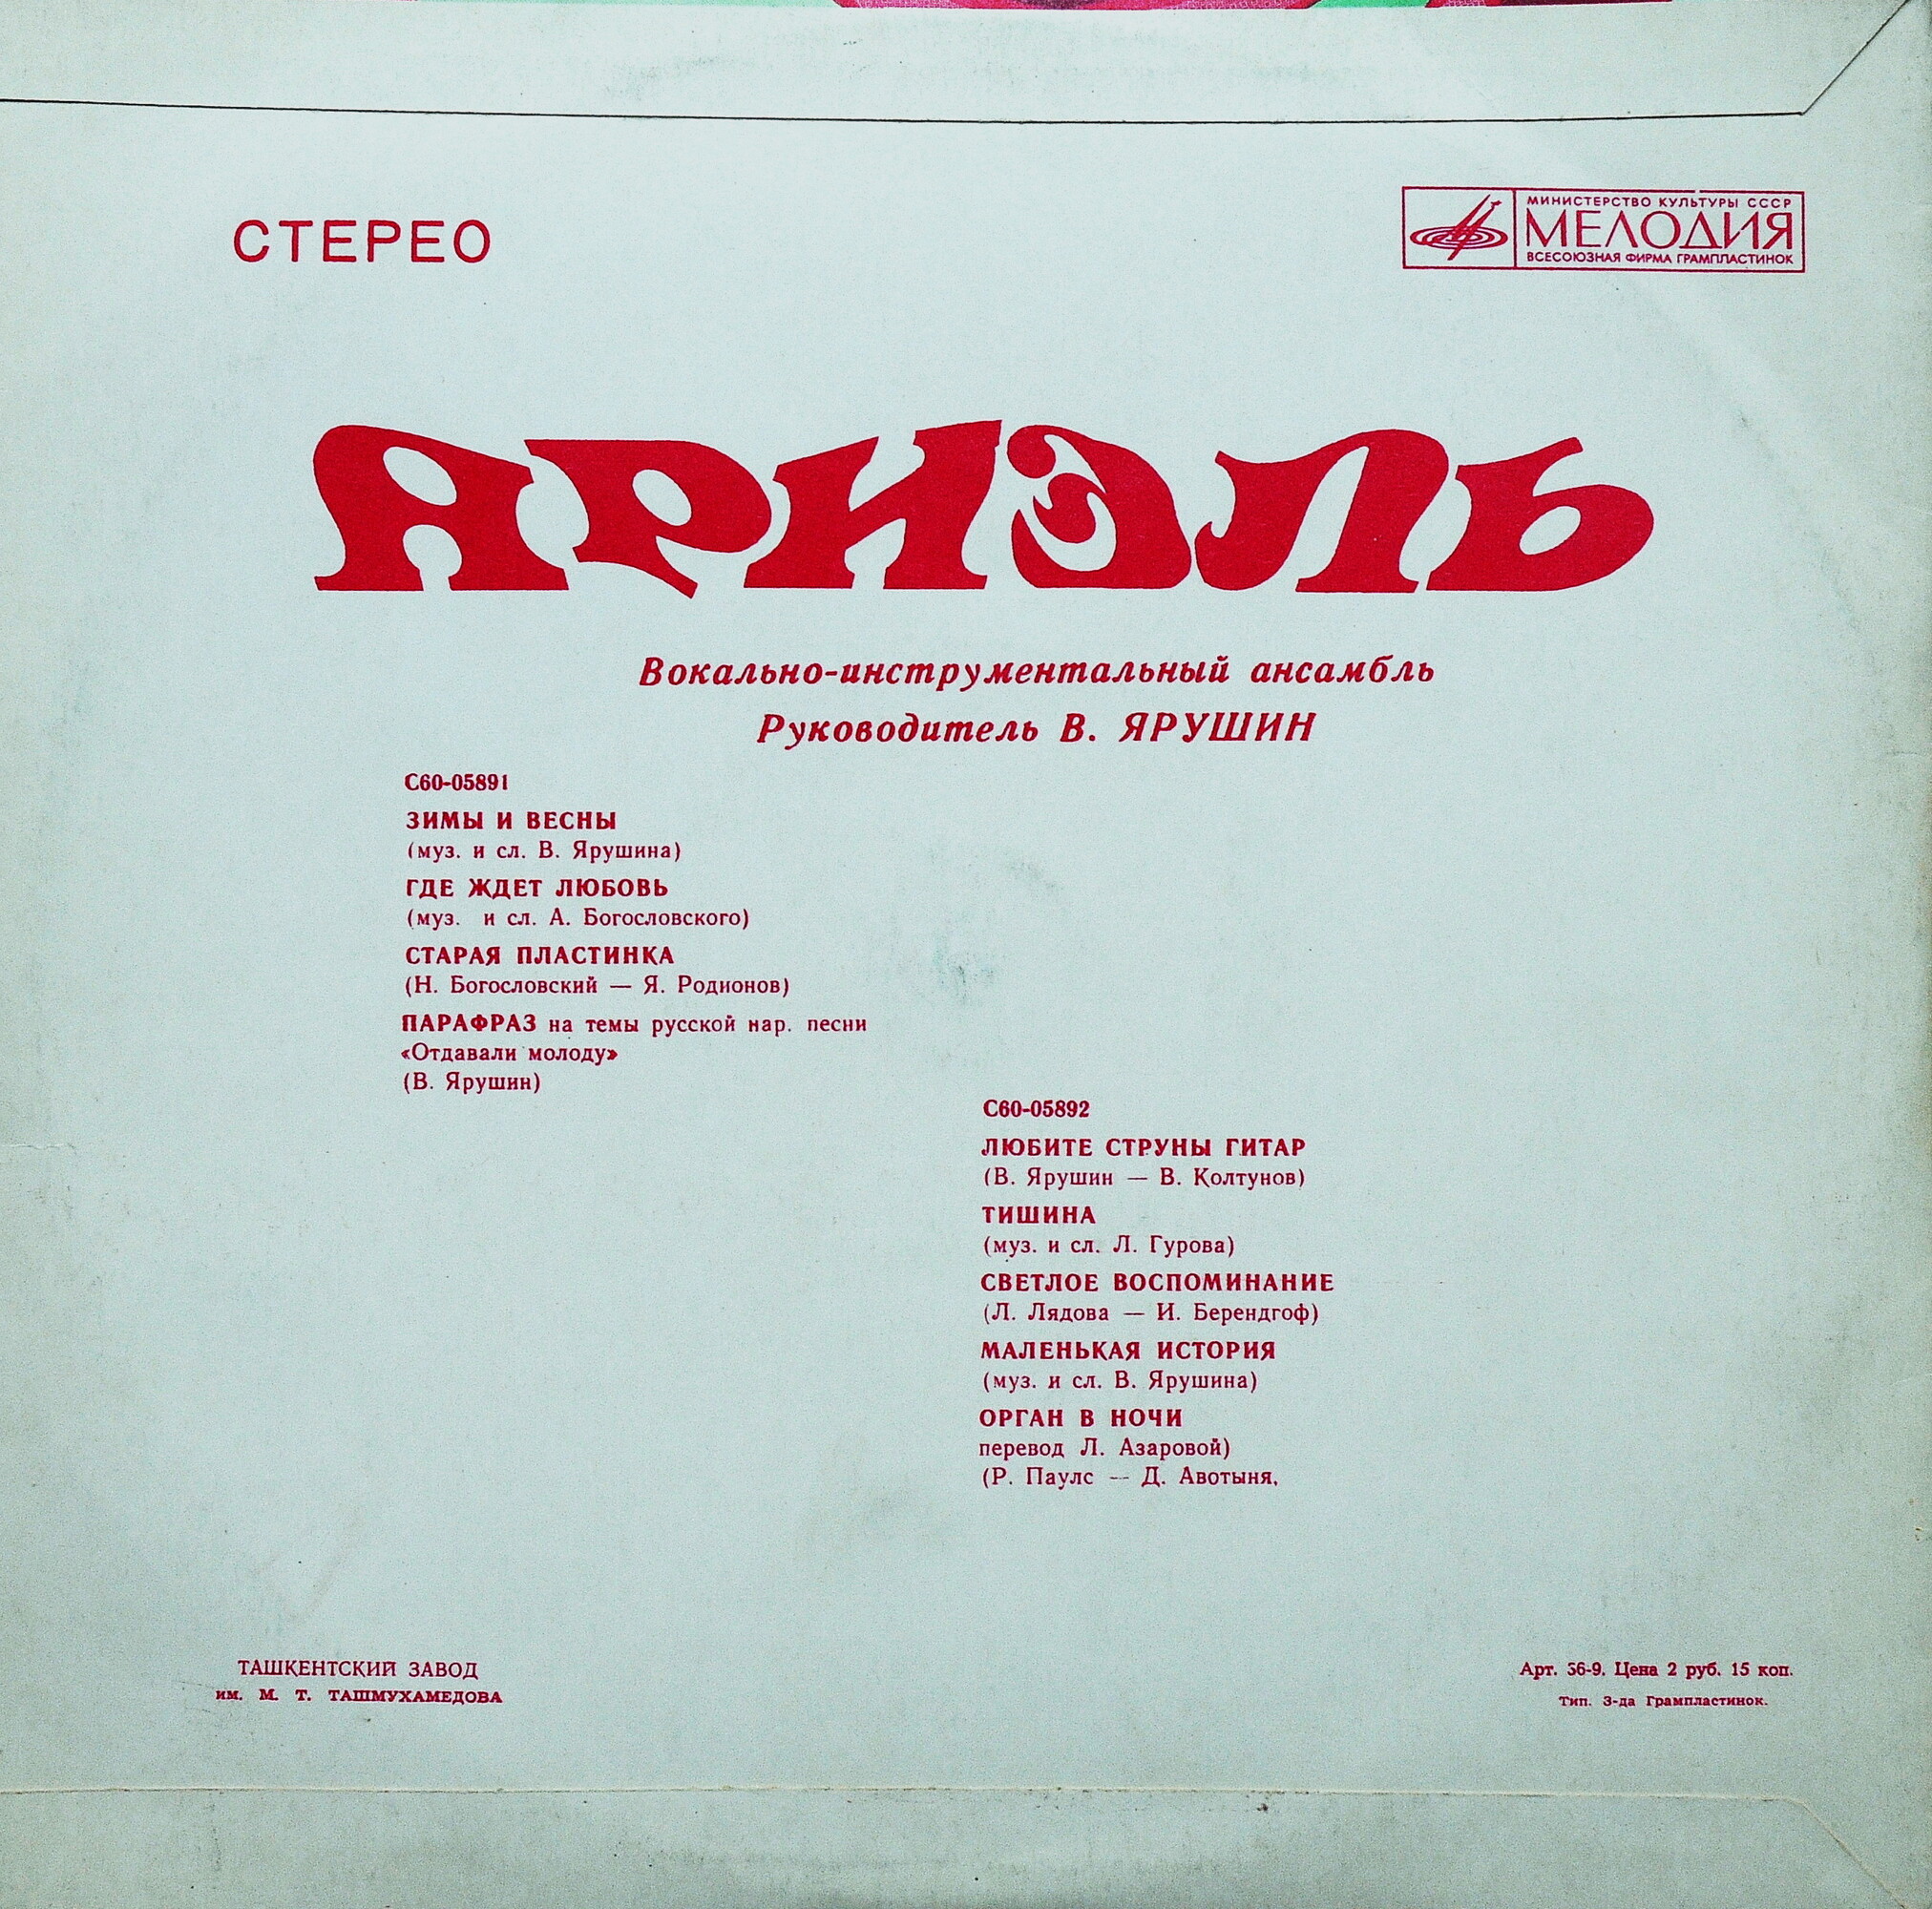 СТЕРЕО
МИНИСТЕРСТВО КУЛЬТУРЫ СССР
МЕЛОДИЯ
ВСЕСОЮЗНАЯ ФИРМА ГРАМПЛАСТИНОК
АРИЭЛЬ
Вокально-инструментальный ансамбль
Руководитель В. ЯРУШИН
С60-05891
ЗИМЫ И ВЕСНЫ
(муз. и сл. В. Ярушина)
ГДЕ ЖДЕТ ЛЮБОВЬ
(муз. и сл. А. Богословского)
СТАРАЯ ПЛАСТИНКА
(Н. Богословский — Я. Родионов)
ПАРАФРАЗ на темы русской нар. песни
«Отдавали молоду»
(В. Ярушин)
С60-05892
ЛЮБИТЕ СТРУНЫ ГИТАР
(В. Ярушин — В. Колтунов)
ТИШИНА
(муз. и сл. Л. Гурова)
СВЕТЛОЕ ВОСПОМИНАНИЕ
(Л. Лядова — И. Берендгоф)
МАЛЕНЬКАЯ ИСТОРИЯ
(муз. и сл. В. Ярушина)
ОРГАН В НОЧИ
перевод Л. Азаровой)
(Р. Паулс — Д. Авотыня,
ТАШКЕНТСКИЙ ЗАВОД
им. М. Т. ТАШМУХАМЕДОВА
Арт. 36-9. Цена 2 руб. 15 коп.
Тип. З-да Грампластинок.